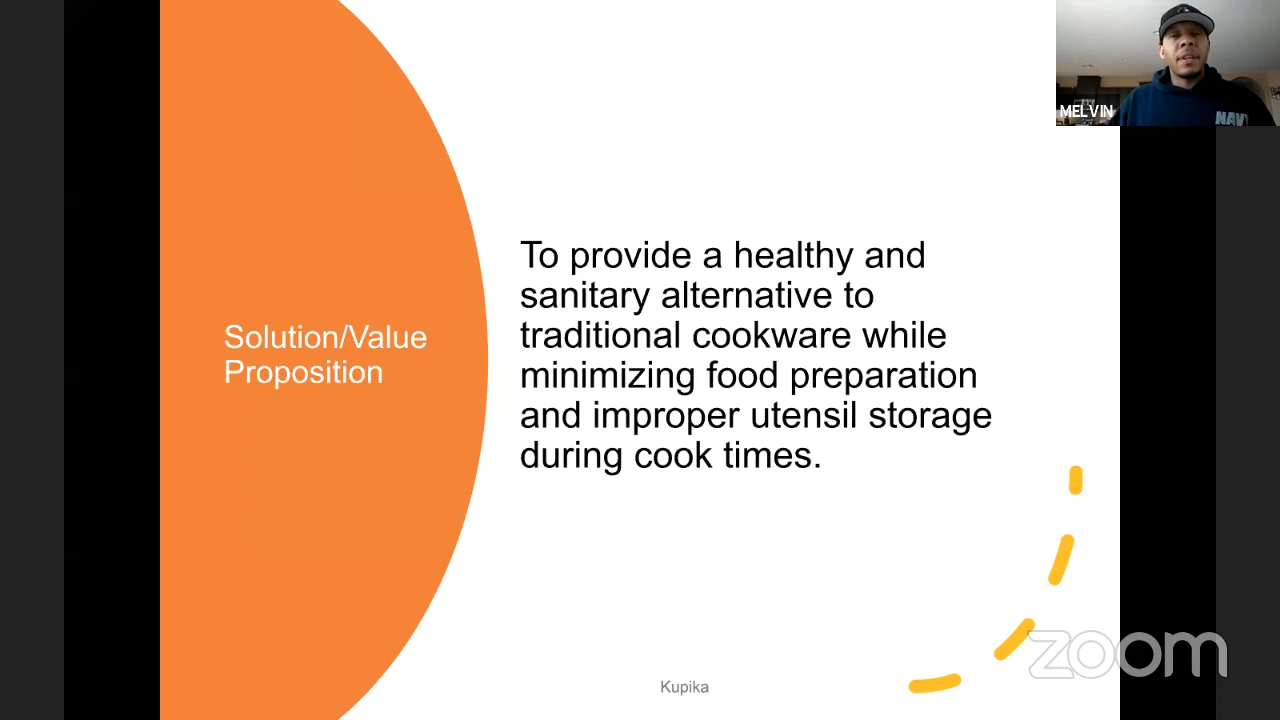 MELVIN
NAVY
Solution/Value
Proposition
To provide a healthy and
sanitary alternative to
traditional cookware while
minimizing food preparation
and improper utensil storage
during cook times.
Kupika
zoom